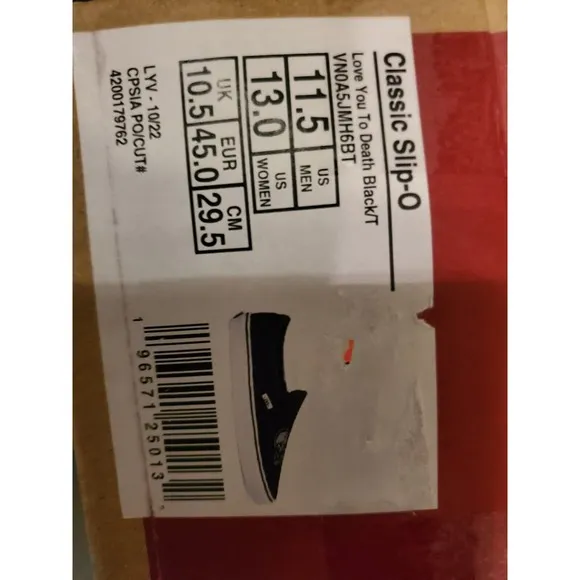 Classic Slip-O
Love You To Death Black/T
VN0A5JMH6BT
11.5 US MEN
13.0 US WOMEN
UK EUR CM
10.5 45.0 29.5
LYV - 10/22
CPSIA PO/CUT#
4200179762
1 96571 25013